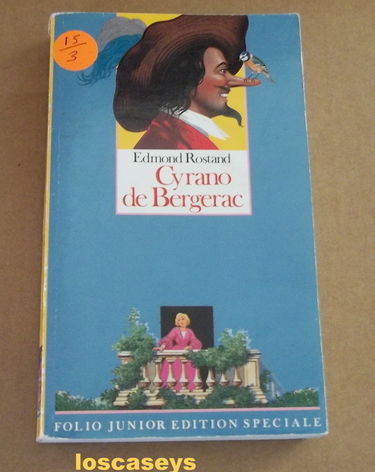 15
3
Edmond Rostand
Cyrano
de Bergerac
FOLIO JUNIOR EDITION SPECIALE
loscaseys